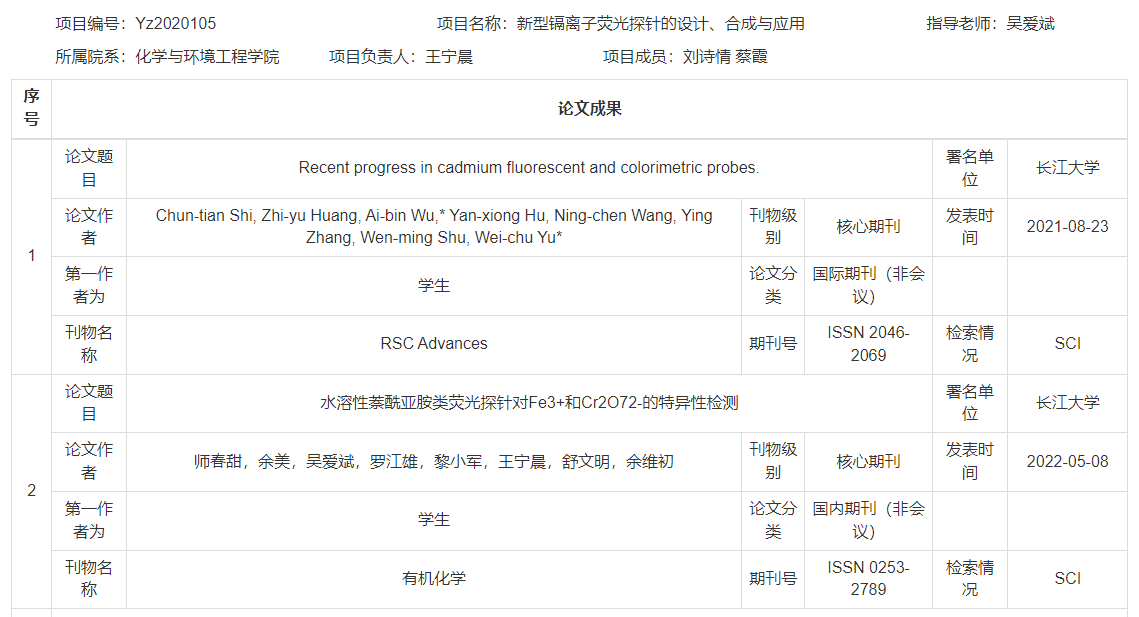 项目编号：Yz2020105 项目名称：新型镉离子荧光探针的设计、合成与应用 指导老师：吴爱斌
所属院系：化学与环境工程学院 项目负责人：王宁晨 项目成员：刘诗情 蔡霞
序号 论文成果
1
论文题目 Recent progress in cadmium fluorescent and colorimetric probes. 署名单位 长江大学
论文作者 Chun-tian Shi, Zhi-yu Huang, Ai-bin Wu,* Yan-xiong Hu, Ning-chen Wang, Ying Zhang, Wen-ming Shu, Wei-chu Yu* 刊物级别 核心期刊 发表时间 2021-08-23
第一作者为 学生 论文分类 国际期刊（非会议）
刊物名称 RSC Advances 期刊号 ISSN 2046-2069 检索情况 SCI
2
论文题目 水溶性萘酰亚胺类荧光探针对Fe3+和Cr2O72-的特异性检测 署名单位 长江大学
论文作者 师春甜，余美，吴爱斌，罗江雄，黎小军，王宁晨，舒文明，余维初 刊物级别 核心期刊 发表时间 2022-05-08
第一作者为 学生 论文分类 国内期刊（非会议）
刊物名称 有机化学 期刊号 ISSN 0253-2789 检索情况 SCI